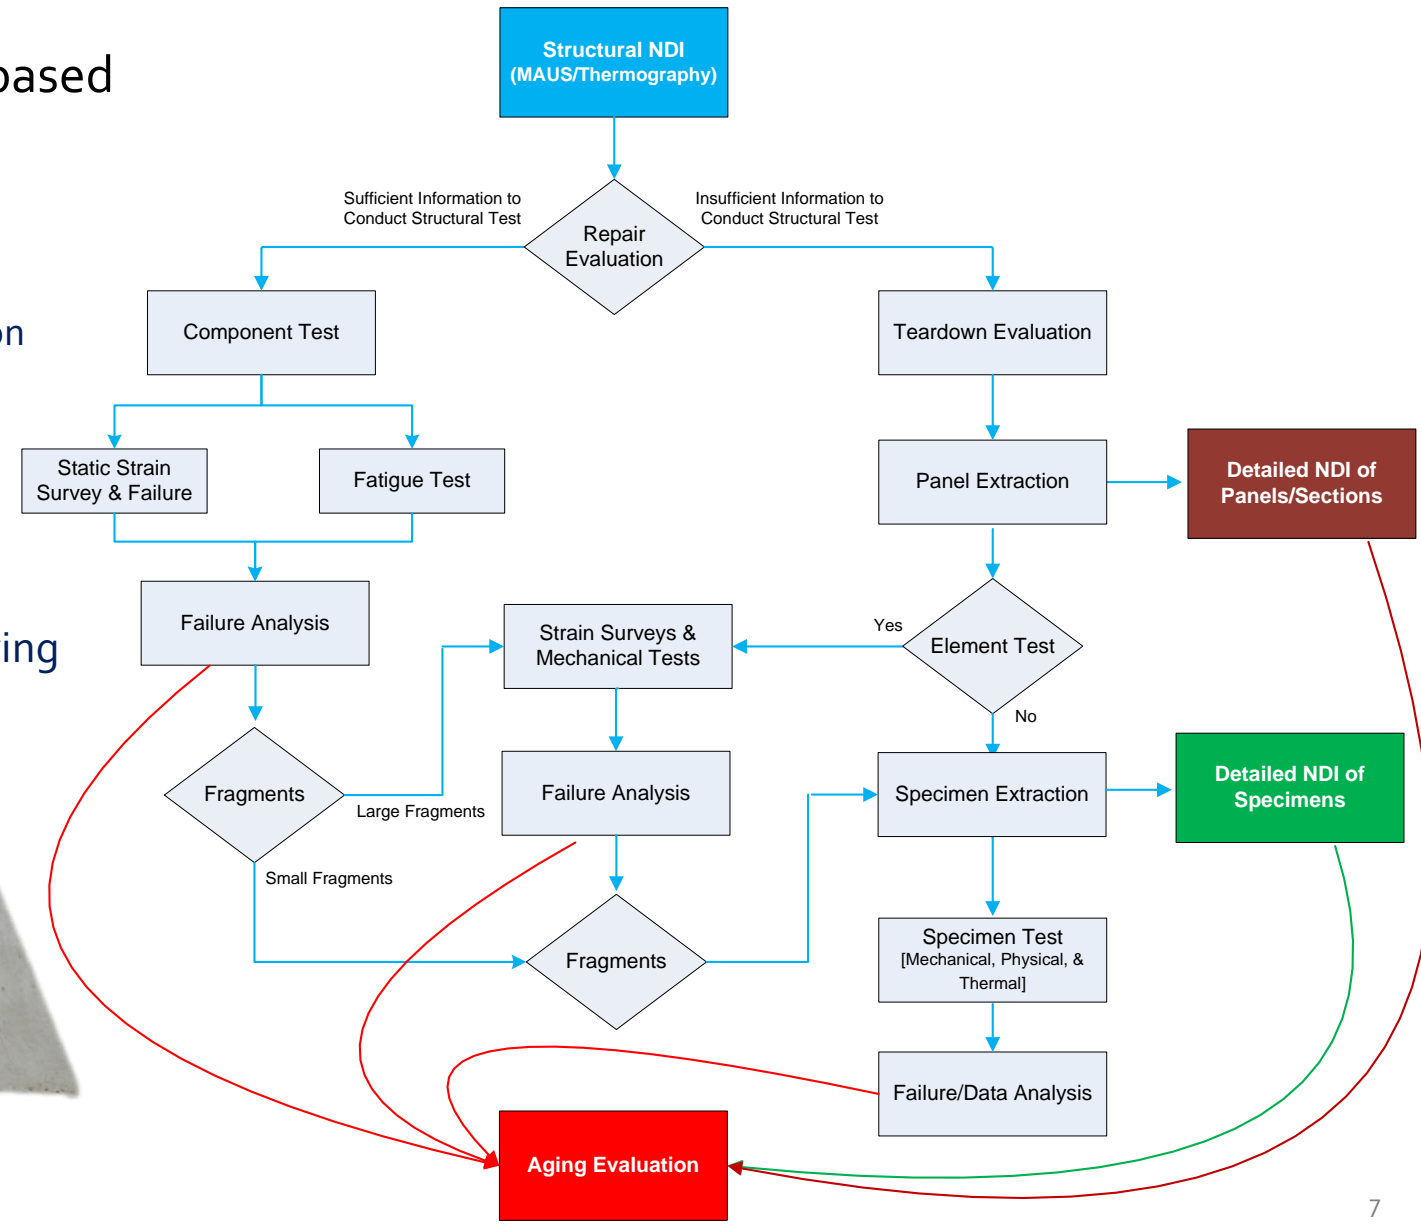 Structural NDI
(MAUS/Thermography)
Sufficient Information to
Conduct Structural Test
Insufficient Information to
Conduct Structural Test
Repair
Evaluation
Component Test
Teardown Evaluation
Static Strain
Survey & Failure
Fatigue Test
Panel Extraction
Detailed NDI of
Panels/Sections
Failure Analysis
Strain Surveys &
Mechanical Tests
Yes
Element Test
No
Fragments
Large Fragments
Small Fragments
Failure Analysis
Specimen Extraction
Detailed NDI of
Specimens
Fragments
Specimen Test
[Mechanical, Physical, &
Thermal]
Failure/Data Analysis
Aging Evaluation
7